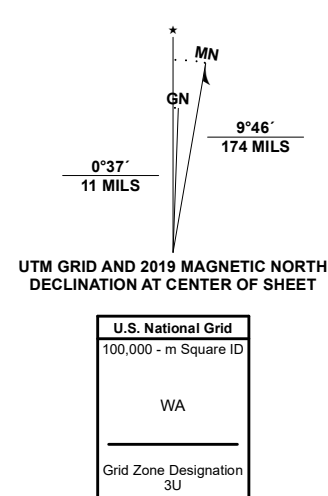 ★
MN
GN
9°46´
174 MILS
0°37´
11 MILS
UTM GRID AND 2019 MAGNETIC NORTH
DECLINATION AT CENTER OF SHEET
U.S. National Grid
100,000 - m Square ID
WA
Grid Zone Designation
3U